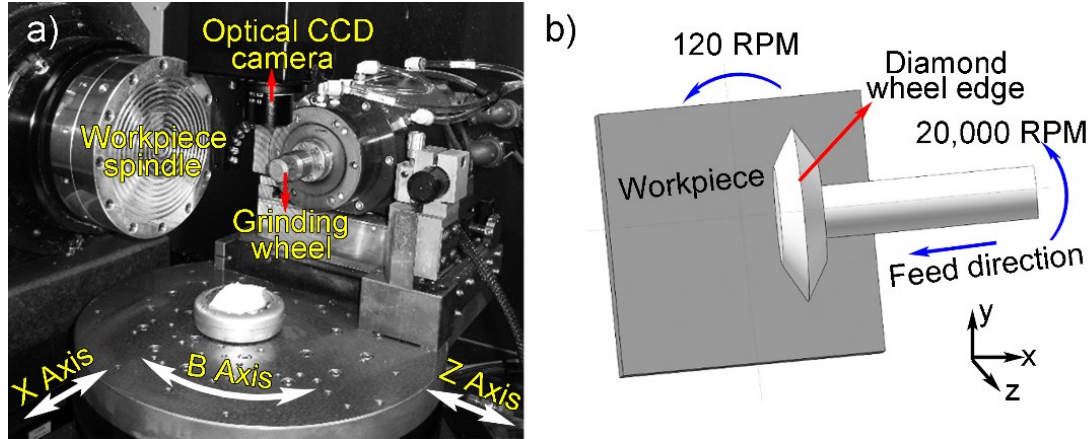 a)
Optical CCD
camera
Workpiece
spindle
Grinding
wheel
X Axis
B Axis
Z Axis
b)
120 RPM
Diamond
wheel edge
20,000 RPM
Workpiece
Feed direction
y
x
z